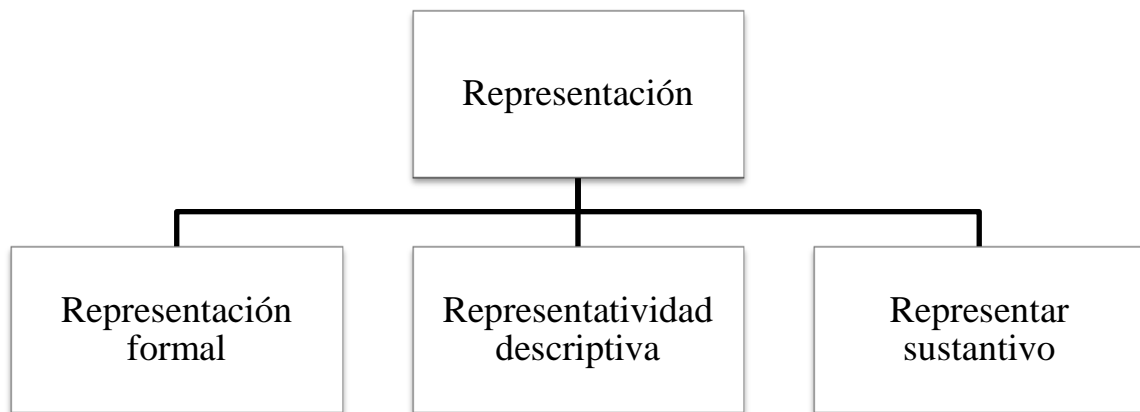 Representación
Representación
formal
Representatividad
descriptiva
Representar
sustantivo